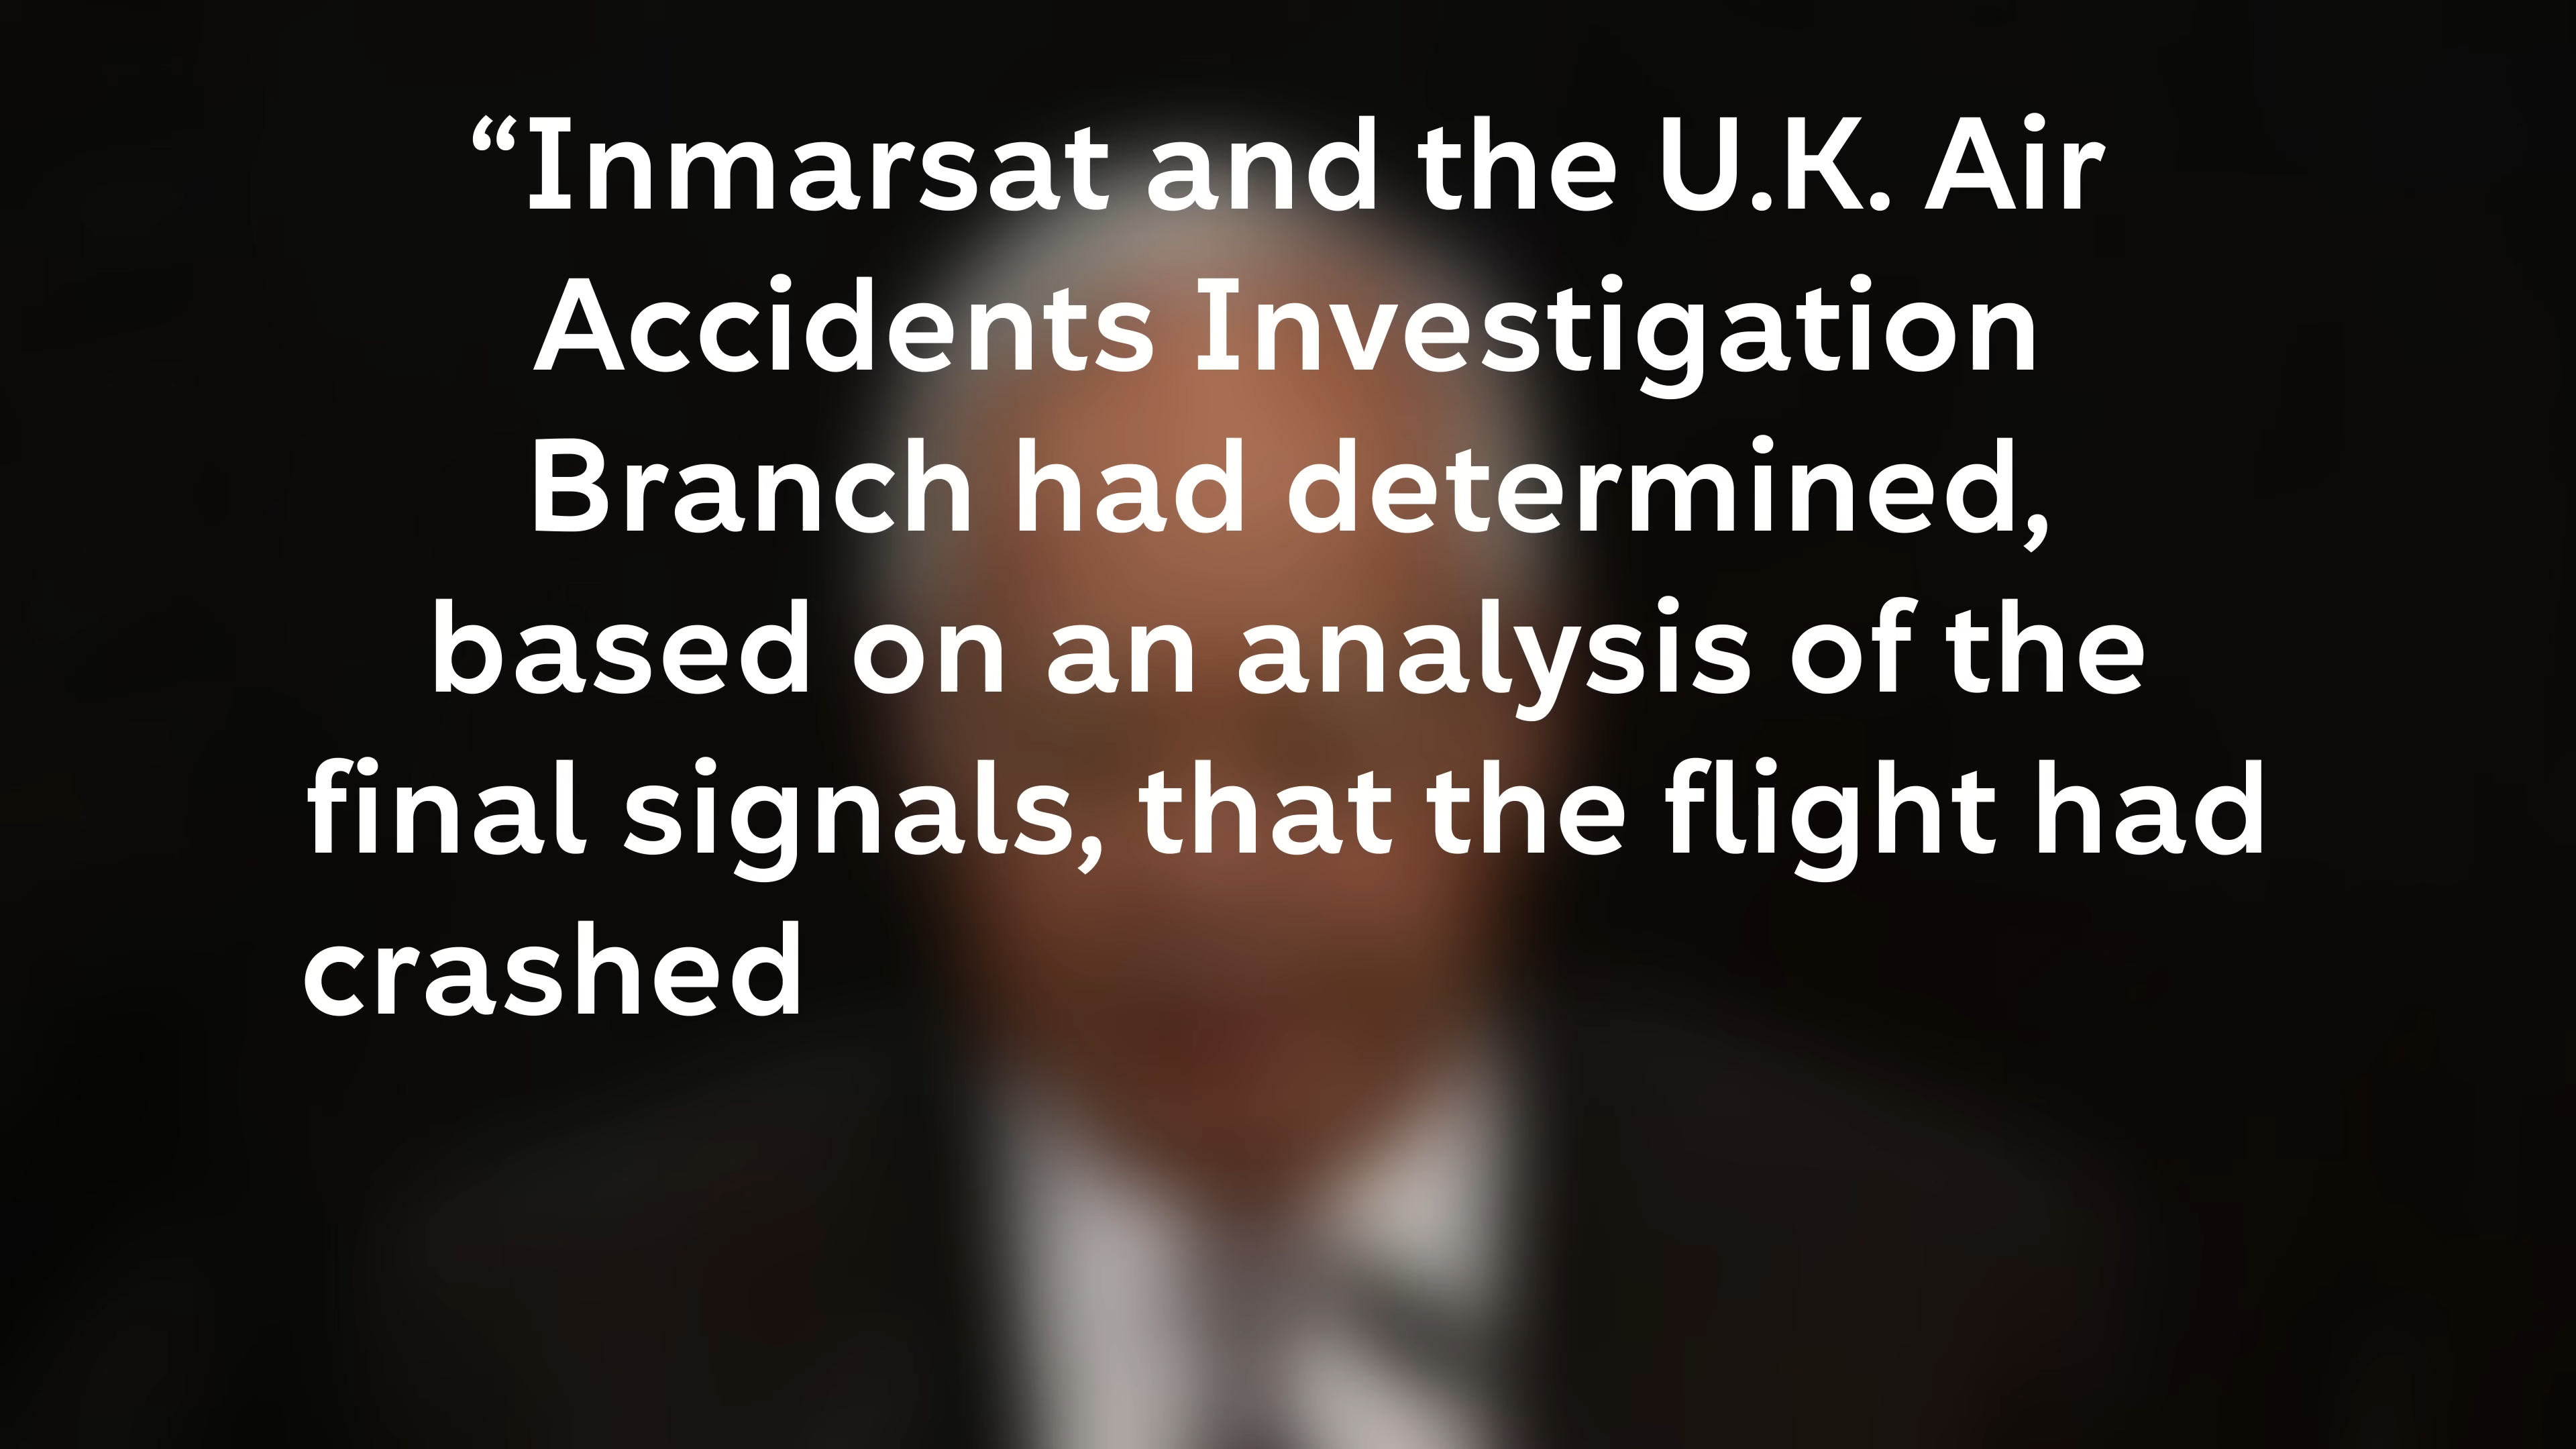 “Inmarsat and the U.K. Air
Accidents Investigation
Branch had determined,
based on an analysis of the
final signals, that the flight had
crashed